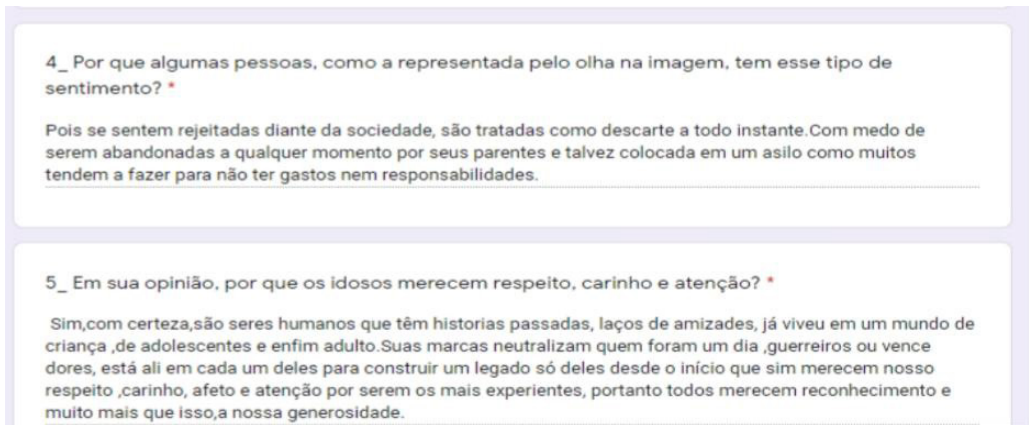 4_ Por que algumas pessoas, como a representada pelo olha na imagem, tem esse tipo de
sentimento? *
Pois se sentem rejeitadas diante da sociedade, são tratadas como descarte a todo instante.Com medo de
serem abandonadas a qualquer momento por seus parentes e talvez colocada em um asilo como muitos
tendem a fazer para não ter gastos nem responsabilidades.
5_ Em sua opinião, por que os idosos merecem respeito, carinho e atenção? *
Sim,com certeza,são seres humanos que têm historias passadas, laços de amizades, já viveu em um mundo de
criança ,de adolescentes e enfim adulto.Suas marcas neutralizam quem foram um dia ,guerreiros ou vence
dores, está ali em cada um deles para construir um legado só deles desde o início que sim merecem nosso
respeito ,carinho, afeto e atenção por serem os mais experientes, portanto todos merecem reconhecimento e
muito mais que isso,a nossa generosidade.